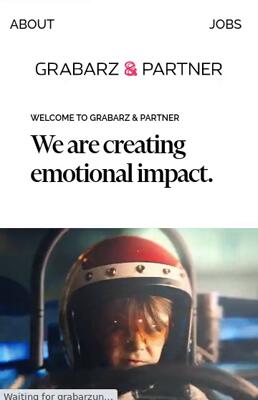 ABOUT
JOBS
GRABARZ & PARTNER
WELCOME TO GRABARZ & PARTNER
We are creating
emotional impact.
Waiting for grabarzun...